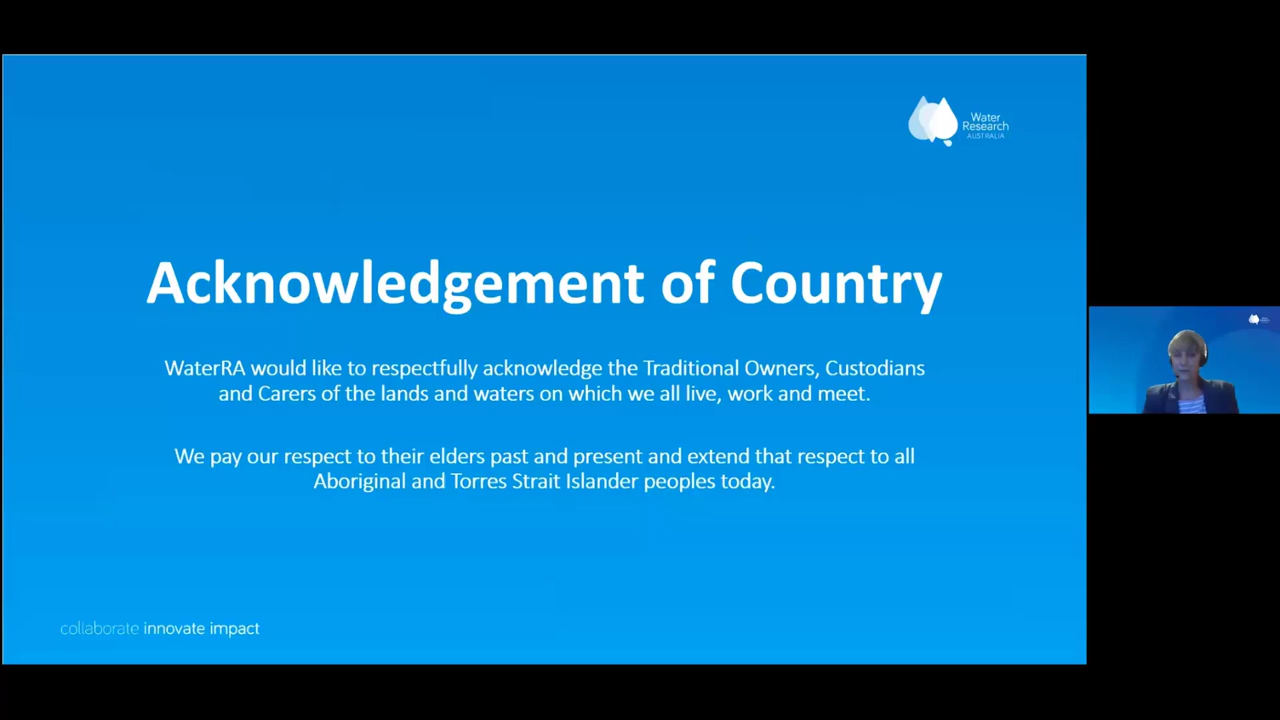 Water
Research
AUSTRALIA
Acknowledgement of Country
WaterRA would like to respectfully acknowledge the Traditional Owners, Custodians
and Carers of the lands and waters on which we all live, work and meet.
We pay our respect to their elders past and present and extend that respect to all
Aboriginal and Torres Strait Islander peoples today.
collaborate innovate impact